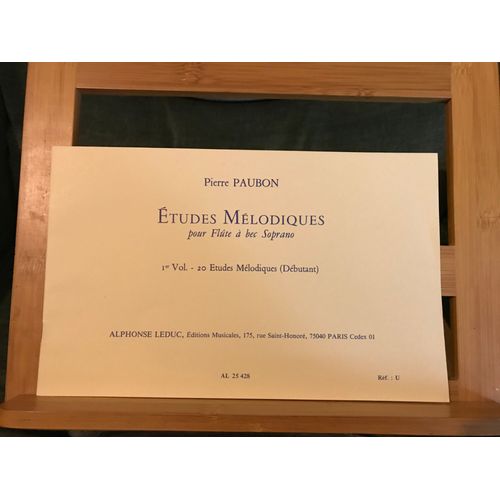 Pierre PAUBON
ÉTUDES MÉLODIQUES
pour Flûte à bec Soprano
1er Vol. - 20 Etudes Mélodiques (Débutant)
ALPHONSE LEDUC, Éditions Musicales, 175, rue Saint-Honoré, 75040 PARIS Cedex 01
AL 25 428
Réf. : U